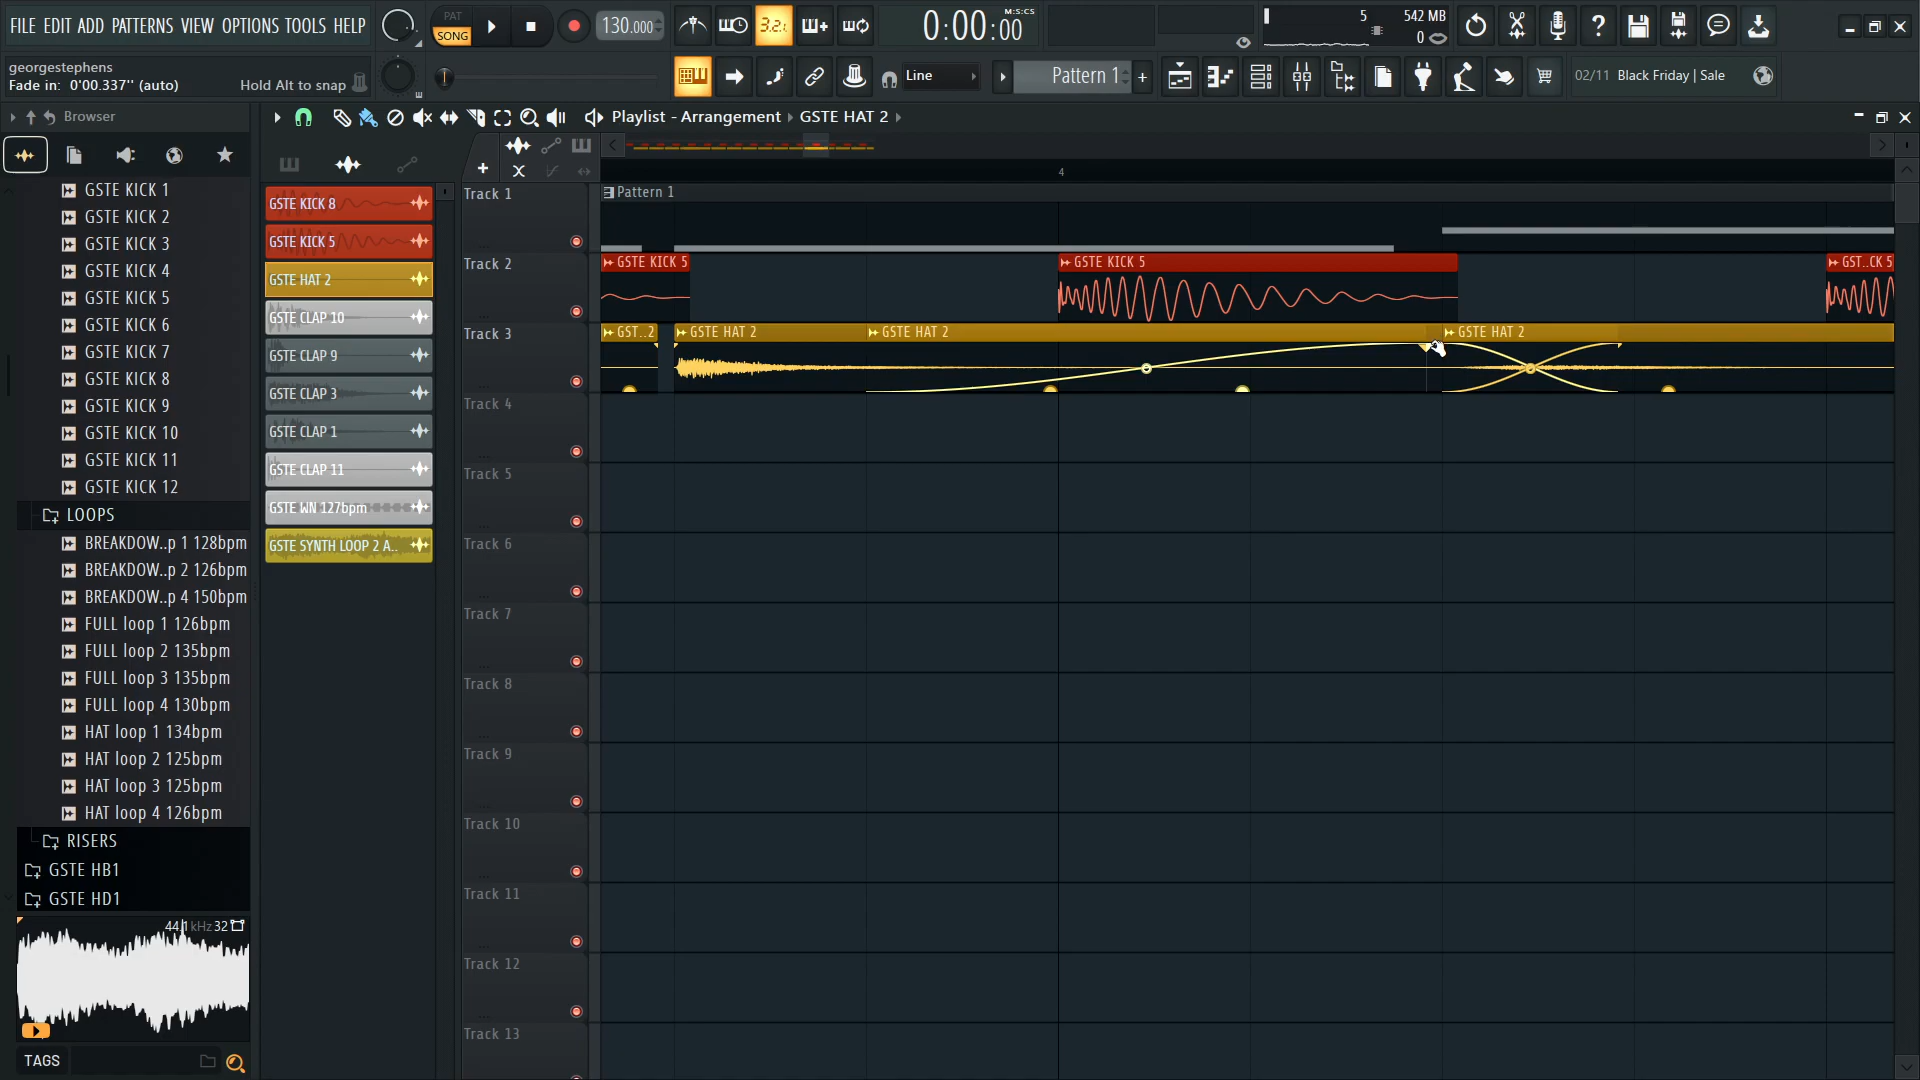 FILE EDIT ADD PATTERNS VIEW OPTIONS TOOLS HELP
PAT
SONG
130.000
3.2.
0:00:00
M:S:CS
5
542 MB
0
georgestephens
Fade in: 0'00.337'' (auto)
Hold Alt to snap
Line
Pattern 1
+
02/11 Black Friday | Sale
Browser
Playlist - Arrangement
GSTE HAT 2
GSTE KICK 1
GSTE KICK 2
GSTE KICK 3
GSTE KICK 4
GSTE KICK 5
GSTE KICK 6
GSTE KICK 7
GSTE KICK 8
GSTE KICK 9
GSTE KICK 10
GSTE KICK 11
GSTE KICK 12
LOOPS
BREAKDOW..p 1 128bpm
BREAKDOW..p 2 126bpm
BREAKDOW..p 4 150bpm
FULL loop 1 126bpm
FULL loop 2 135bpm
FULL loop 3 135bpm
FULL loop 4 130bpm
HAT loop 1 134bpm
HAT loop 2 125bpm
HAT loop 3 125bpm
HAT loop 4 126bpm
RISERS
GSTE HB1
GSTE HD1
44.1kHz 32
TAGS
GSTE KICK 8
GSTE KICK 5
GSTE HAT 2
GSTE CLAP 10
GSTE CLAP 9
GSTE CLAP 3
GSTE CLAP 1
GSTE CLAP 11
GSTE WN 127bpm
GSTE SYNTH LOOP 2 A..
4
Track 1
Pattern 1
Track 2
GSTE KICK 5
GSTE KICK 5
GST..CK 5
Track 3
GST..2
GSTE HAT 2
GSTE HAT 2
GSTE HAT 2
Track 4
Track 5
Track 6
Track 7
Track 8
Track 9
Track 10
Track 11
Track 12
Track 13